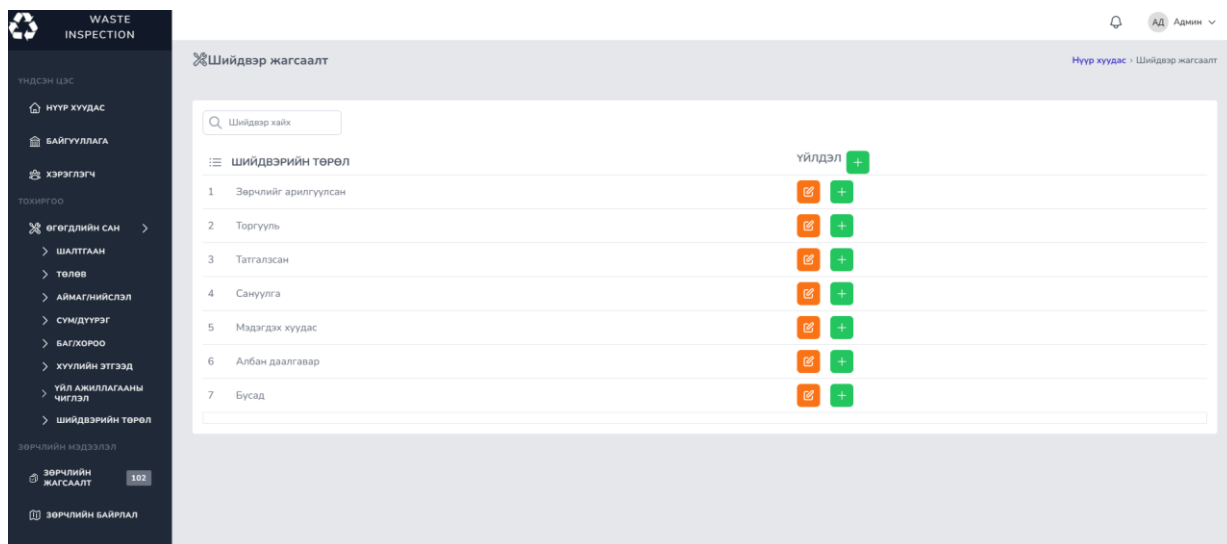 WASTE
INSPECTION
АД Админ
Шийдвэр жагсаалт
Нүүр хуудас › Шийдвэр жагсаалт
ҮНДСЭН ЦЭС
НҮҮР ХУУДАС
БАЙГУУЛЛАГА
ХЭРЭГЛЭГЧ
ТОХИРГОО
ӨГӨГДЛИЙН САН
ШАЛТГААН
ТӨЛӨВ
АЙМАГ/НИЙСЛЭЛ
СУМ/ДҮҮРЭГ
БАГ/ХОРОО
ХУУЛИЙН ЭТГЭЭД
ҮЙЛ АЖИЛЛАГААНЫ
ЧИГЛЭЛ
ШИЙДВЭРИЙН ТӨРӨЛ
ЗӨРЧЛИЙН МЭДЭЭЛЭЛ
ЗӨРЧЛИЙН
ЖАГСААЛТ 102
ЗӨРЧЛИЙН БАЙРЛАЛ
Шийдвэр хайх
ШИЙДВЭРИЙН ТӨРӨЛ ҮЙЛДЭЛ
1 Зөрчлийг арилгуулсан
2 Торгууль
3 Татгалзсан
4 Сануулга
5 Мэдэгдэх хуудас
6 Албан даалгавар
7 Бусад